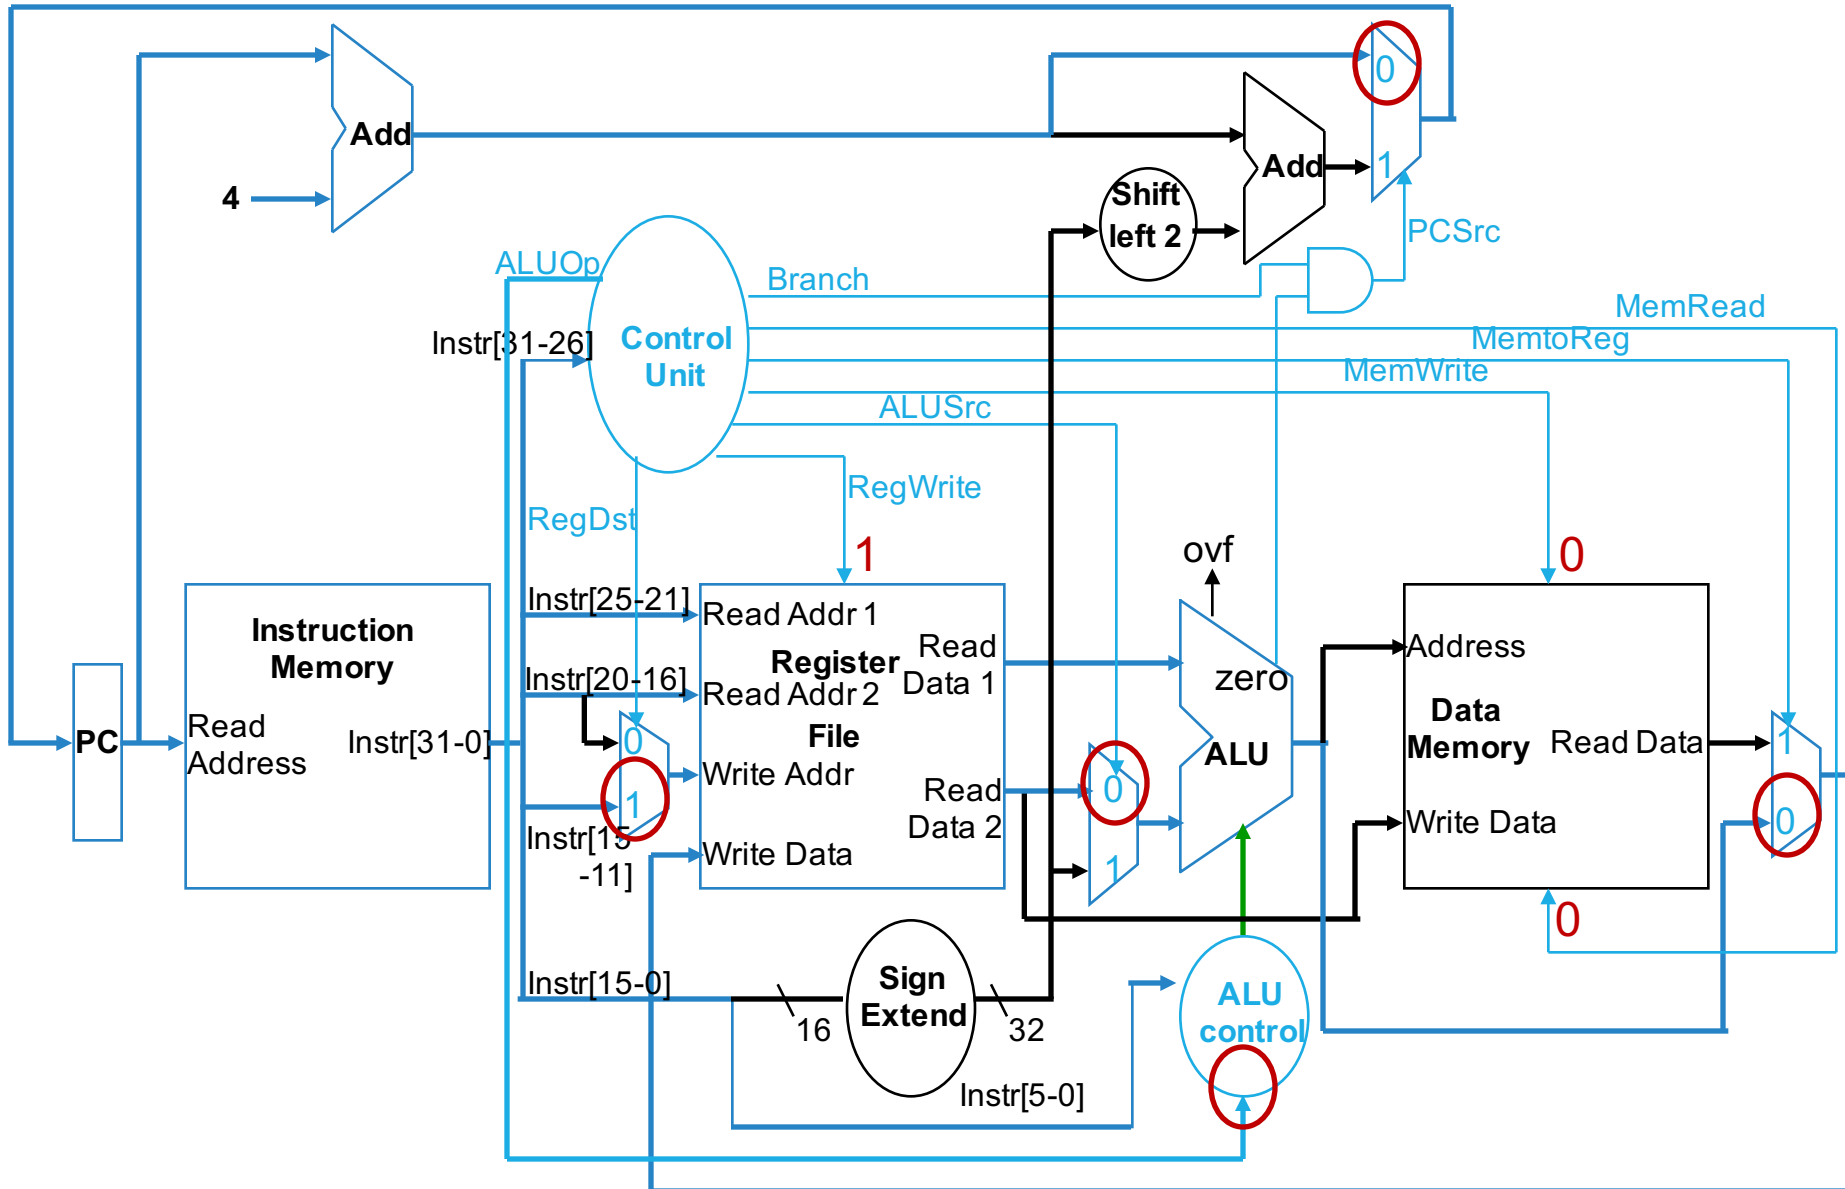 0
Add
Add
1
4
Shift
left 2
PCSrc
ALUOp
Branch
MemRead
Instr[31-26]
Control
Unit
MemtoReg
MemWrite
ALUSrc
RegWrite
RegDst
1
ovf
0
Instr[25-21]
Read Addr 1
Instruction
Memory
Register
Read
Data 1
Address
Instr[20-16]
Read Addr 2
zero
PC
Read
Address
Instr[31-0]
0
File
Data
Memory
Read Data
1
ALU
Write Addr
1
Read
Data 2
0
Write Data
0
Instr[15
-11]
Write Data
1
0
Instr[15-0]
16
Sign
Extend
32
ALU
control
Instr[5-0]